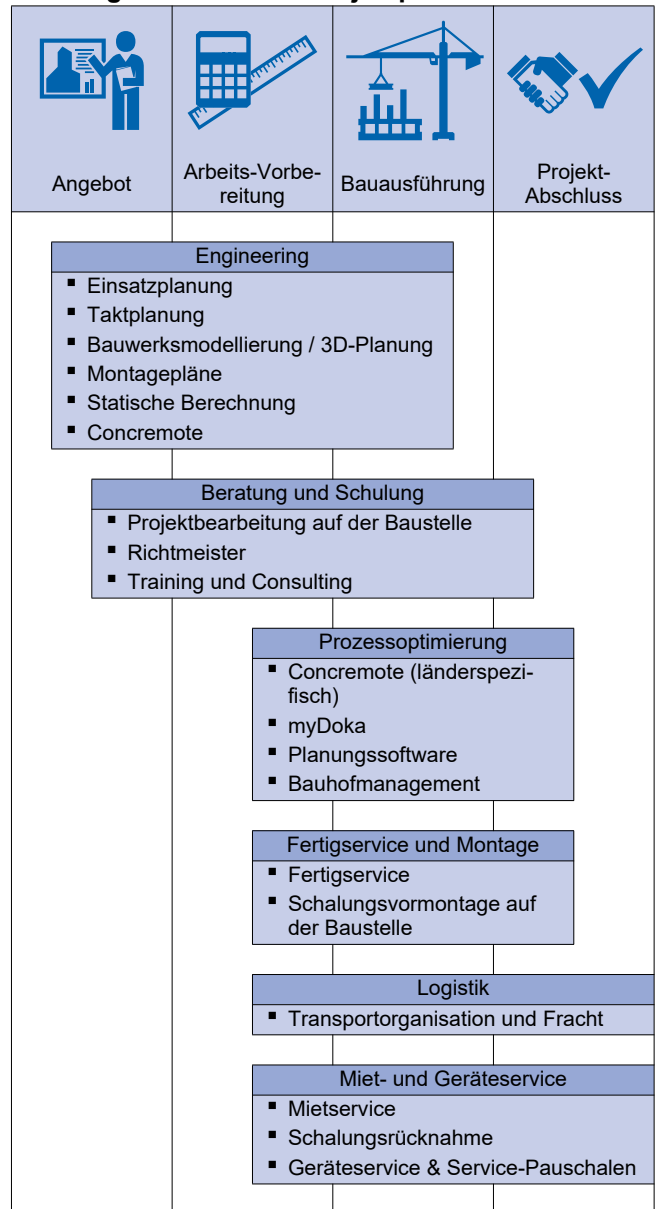 Angebot
Arbeits-Vorbe-
reitung
Bauausführung
Projekt-
Abschluss
Engineering
▪ Einsatzplanung
▪ Taktplanung
▪ Bauwerksmodellierung / 3D-Planung
▪ Montagepläne
▪ Statische Berechnung
▪ Concremote
Beratung und Schulung
▪ Projektbearbeitung auf der Baustelle
▪ Richtmeister
▪ Training und Consulting
Prozessoptimierung
▪ Concremote (länderspezi-
fisch)
▪ myDoka
▪ Planungssoftware
▪ Bauhofmanagement
Fertigservice und Montage
▪ Fertigservice
▪ Schalungsvormontage auf
der Baustelle
Logistik
▪ Transportorganisation und Fracht
Miet- und Geräteservice
▪ Mietservice
▪ Schalungsrücknahme
▪ Geräteservice & Service-Pauschalen